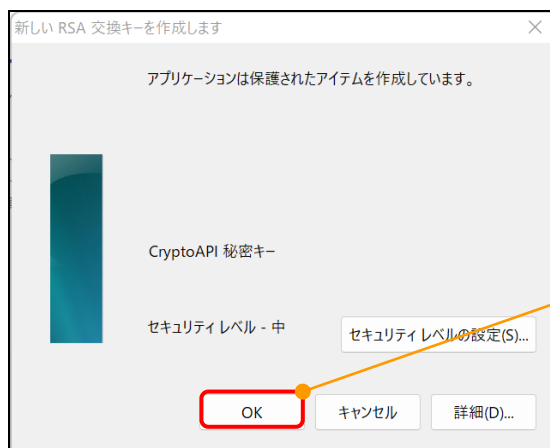 新しい RSA 交換キーを作成します
アプリケーションは保護されたアイテムを作成しています。
CryptoAPI 秘密キー
セキュリティ レベル - 中
セキュリティ レベルの設定(S)...
OK
キャンセル
詳細(D)...